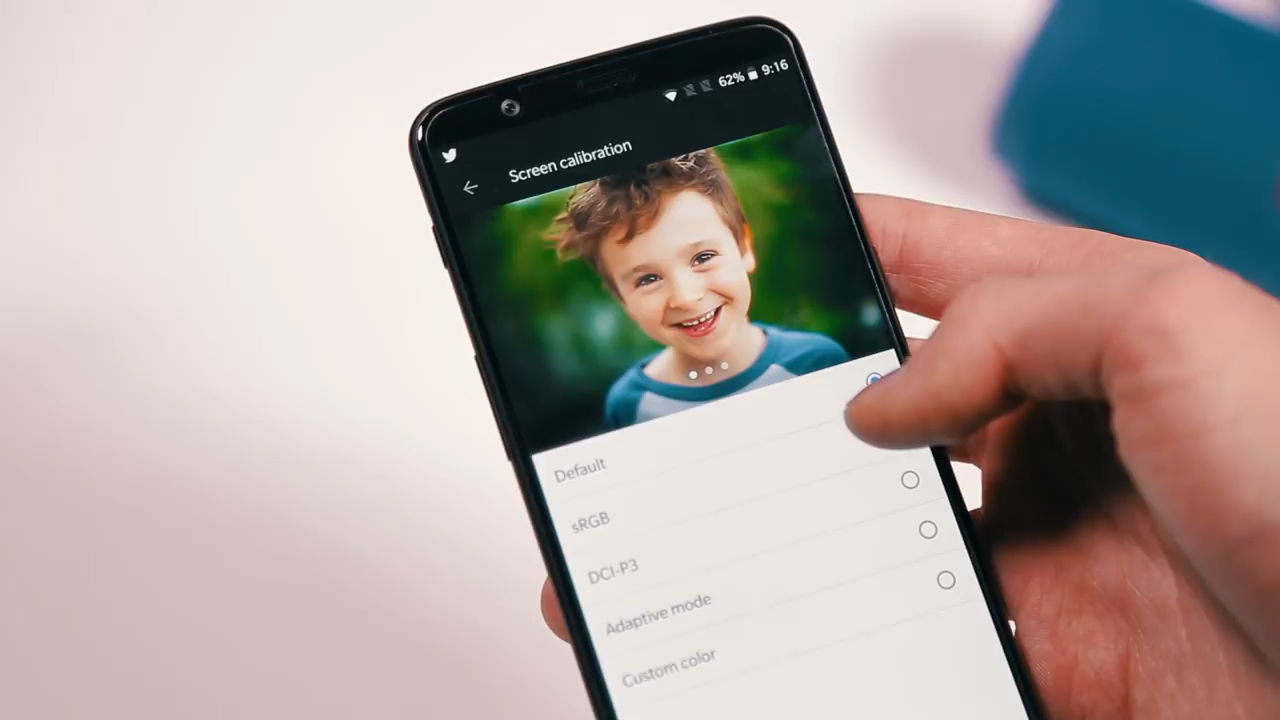 62% 9:16
Screen calibration
Default
sRGB
DCI-P3
Adaptive mode
Custom color